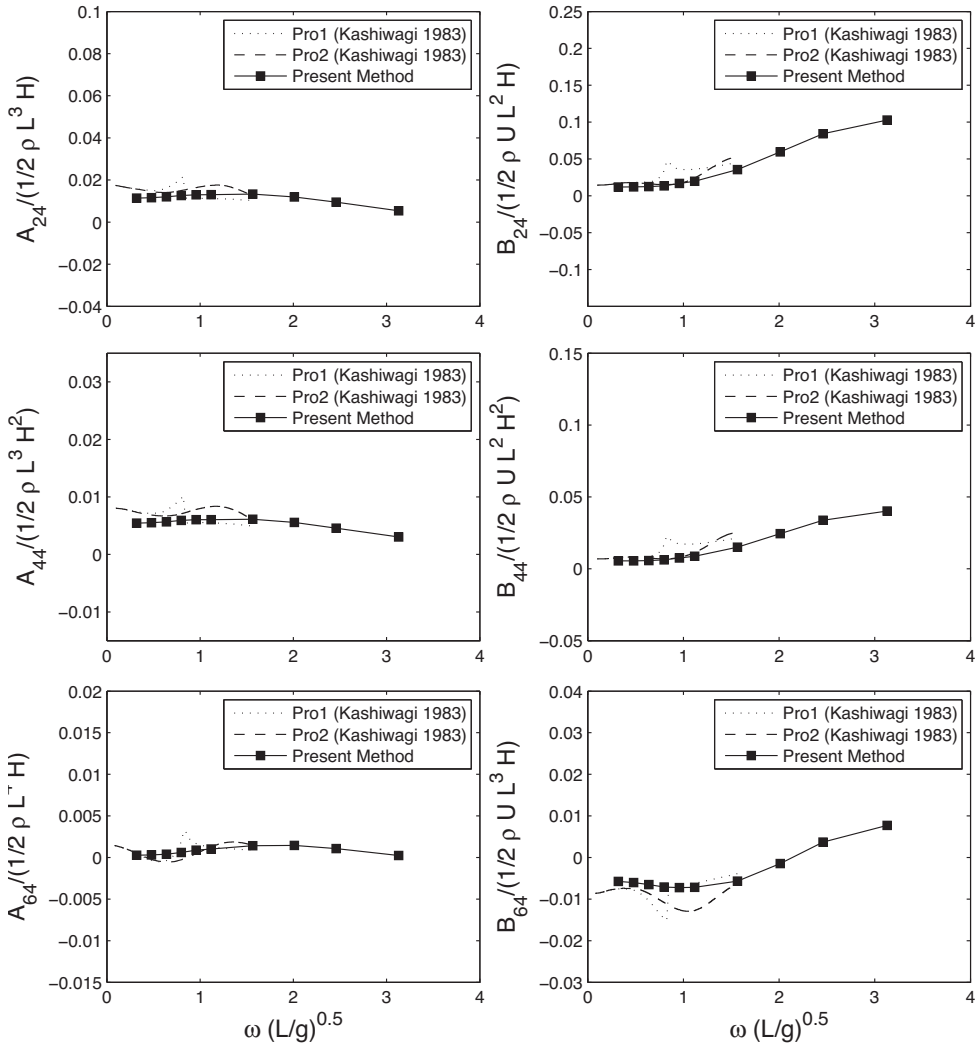 A24/(1/2 ρ L3 H)
0.1
0.08
0.06
0.04
0.02
0
−0.02
−0.04
0
1
2
3
4
Pro1 (Kashiwagi 1983)
Pro2 (Kashiwagi 1983)
Present Method
B24/(1/2 ρ U L2 H)
0.25
0.2
0.15
0.1
0.05
0
−0.05
−0.1
0
1
2
3
4
Pro1 (Kashiwagi 1983)
Pro2 (Kashiwagi 1983)
Present Method
A44/(1/2 ρ L3 H2)
0.03
0.02
0.01
0
−0.01
0
1
2
3
4
Pro1 (Kashiwagi 1983)
Pro2 (Kashiwagi 1983)
Present Method
B44/(1/2 ρ U L2 H2)
0.15
0.1
0.05
0
−0.05
0
1
2
3
4
Pro1 (Kashiwagi 1983)
Pro2 (Kashiwagi 1983)
Present Method
A64/(1/2 ρ L H)
0.02
0.015
0.01
0.005
0
−0.005
−0.01
−0.015
0
1
2
3
4
Pro1 (Kashiwagi 1983)
Pro2 (Kashiwagi 1983)
Present Method
ω (L/g)0.5
B64/(1/2 ρ U L3 H)
0.04
0.03
0.02
0.01
0
−0.01
−0.02
−0.03
0
1
2
3
4
Pro1 (Kashiwagi 1983)
Pro2 (Kashiwagi 1983)
Present Method
ω (L/g)0.5